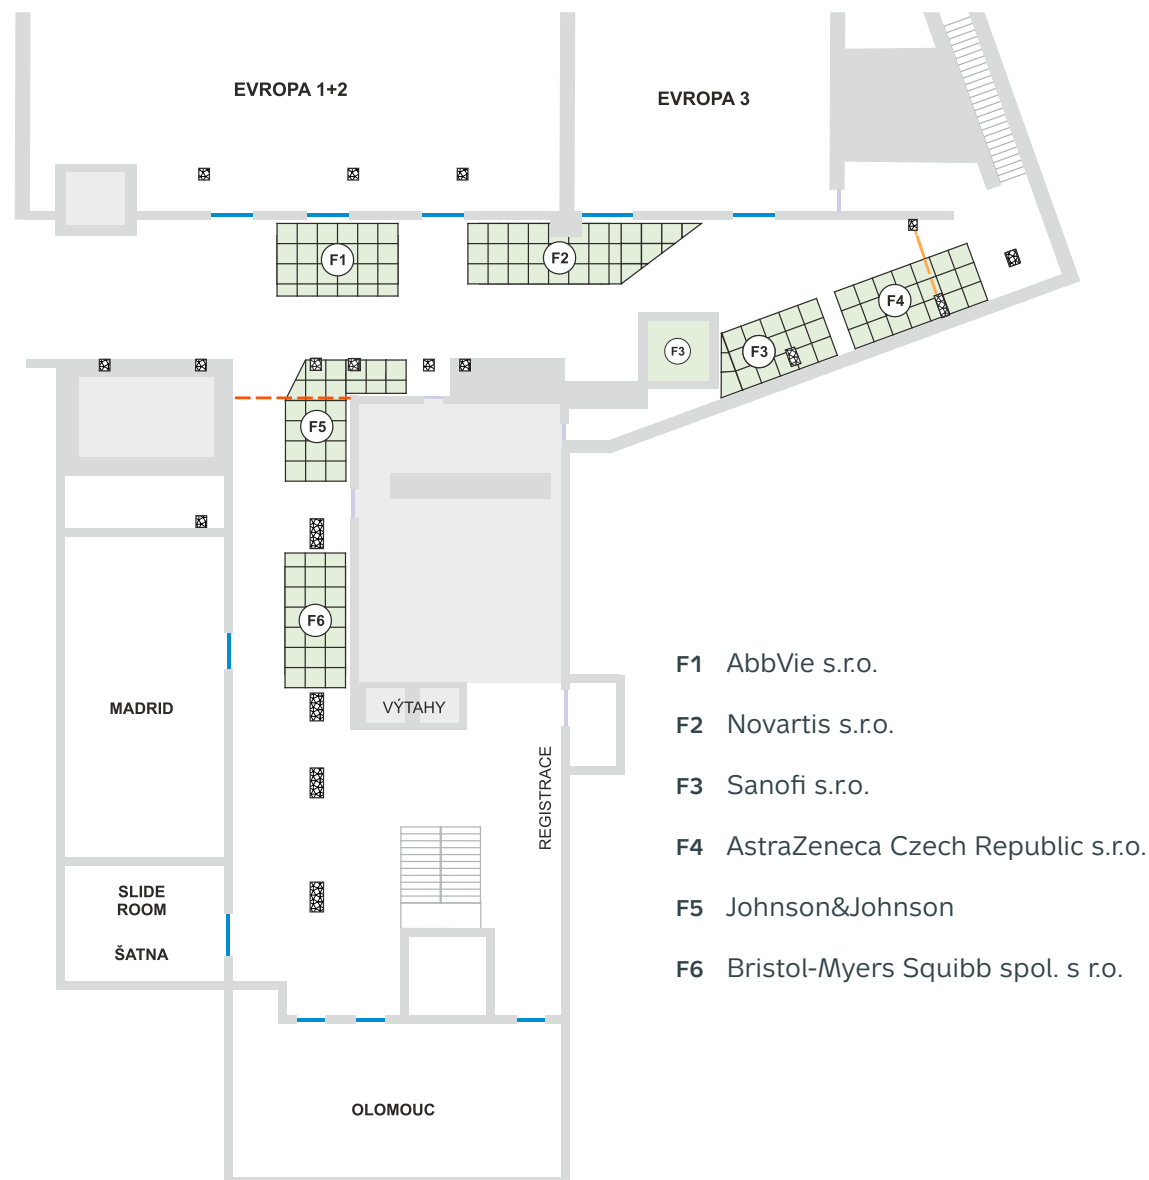 EVROPA 1+2
EVROPA 3
F1
F2
F4
F3
F3
F5
F6
MADRID
VÝTAHY
REGISTRACE
SLIDE
ROOM
ŠATNA
OLOMOUC
F1 AbbVie s.r.o.
F2 Novartis s.r.o.
F3 Sanofi s.r.o.
F4 AstraZeneca Czech Republic s.r.o.
F5 Johnson&Johnson
F6 Bristol-Myers Squibb spol. s r.o.